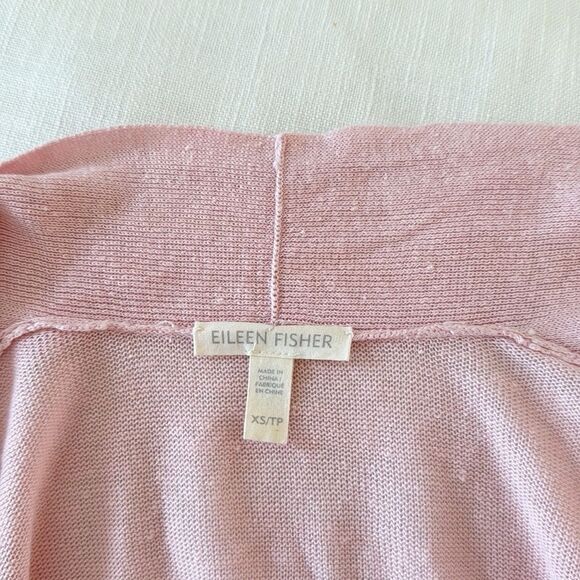 EILEEN FISHER
MADE IN
CHINA /
FABRIQUÉ
EN CHINE
XS/TP